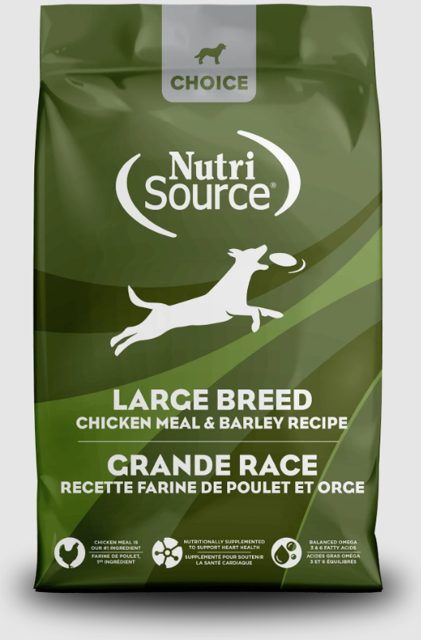 CHOICE
Nutri
Source®
LARGE BREED
CHICKEN MEAL & BARLEY RECIPE
GRANDE RACE
RECETTE FARINE DE POULET ET ORGE
CHICKEN MEAL IS
OUR #1 INGREDIENT
FARINE DE POULET,
1ER INGRÉDIENT
NUTRITIONALLY SUPPLEMENTED
TO SUPPORT HEART HEALTH
SUPPLÉMENTÉ POUR SOUTENIR
LA SANTÉ CARDIAQUE
BALANCED OMEGA
3 & 6 FATTY ACIDS
ACIDES GRAS OMEGA
3 ET 6 ÉQUILIBRÉS